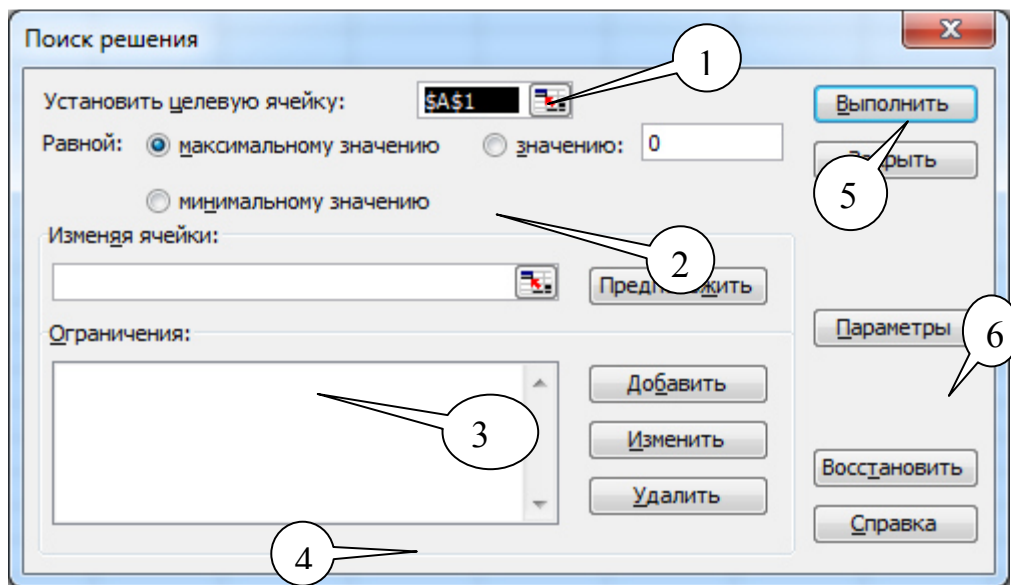 Поиск решения
1
Установить целевую ячейку: $A$1
Выполнить
Равной: максимальному значению значению: 0
5
минимальному значению
2
Изменяя ячейки:
Ограничения:
Параметры
6
Добавить
3
Изменить
Восстановить
Удалить
Справка
4